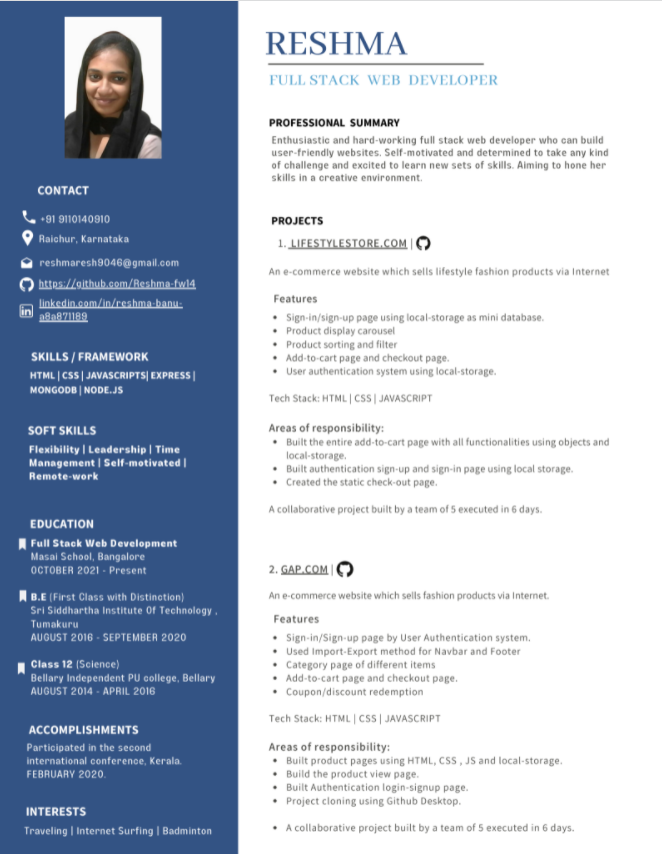 RESHMA
FULL STACK WEB DEVELOPER
CONTACT
+91 9110140910
Raichur, Karnataka
reshmaresh9046@gmail.com
https://github.com/Reshma-fw14
linkedin.com/in/reshma-banu-
a8a871189
SKILLS / FRAMEWORK
HTML | CSS | JAVASCRIPTS| EXPRESS |
MONGODB | NODE.JS
SOFT SKILLS
Flexibility | Leadership | Time
Management | Self-motivated |
Remote-work
EDUCATION
Full Stack Web Development
Masai School, Bangalore
OCTOBER 2021 - Present
B.E (First Class with Distinction)
Sri Siddhartha Institute Of Technology ,
Tumakuru
AUGUST 2016 - SEPTEMBER 2020
Class 12 (Science)
Bellary Independent PU college, Bellary
AUGUST 2014 - APRIL 2016
ACCOMPLISHMENTS
Participated in the second
international conference, Kerala.
FEBRUARY 2020.
INTERESTS
Traveling | Internet Surfing | Badminton
PROFESSIONAL SUMMARY
Enthusiastic and hard-working full stack web developer who can build
user-friendly websites. Self-motivated and determined to take any kind
of challenge and excited to learn new sets of skills. Aiming to hone her
skills in a creative environment.
PROJECTS
1. LIFESTYLESTORE.COM |
An e-commerce website which sells lifestyle fashion products via Internet
Features
• Sign-in/sign-up page using local-storage as mini database.
• Product display carousel
• Product sorting and filter
• Add-to-cart page and checkout page.
• User authentication system using local-storage.
Tech Stack: HTML | CSS | JAVASCRIPT
Areas of responsibility:
• Built the entire add-to-cart page with all functionalities using objects and
local-storage.
• Built authentication sign-up and sign-in page using local storage.
• Created the static check-out page.
A collaborative project built by a team of 5 executed in 6 days.
2. GAP.COM |
An e-commerce website which sells fashion products via Internet.
Features
• Sign-in/Sign-up page by User Authentication system.
• Used Import-Export method for Navbar and Footer
• Category page of different items
• Add-to-cart page and checkout page.
• Coupon/discount redemption
Tech Stack: HTML | CSS | JAVASCRIPT
Areas of responsibility:
• Built product pages using HTML, CSS , JS and local-storage.
• Build the product view page.
• Built Authentication login-signup page.
• Project cloning using Github Desktop.
• A collaborative project built by a team of 5 executed in 6 days.